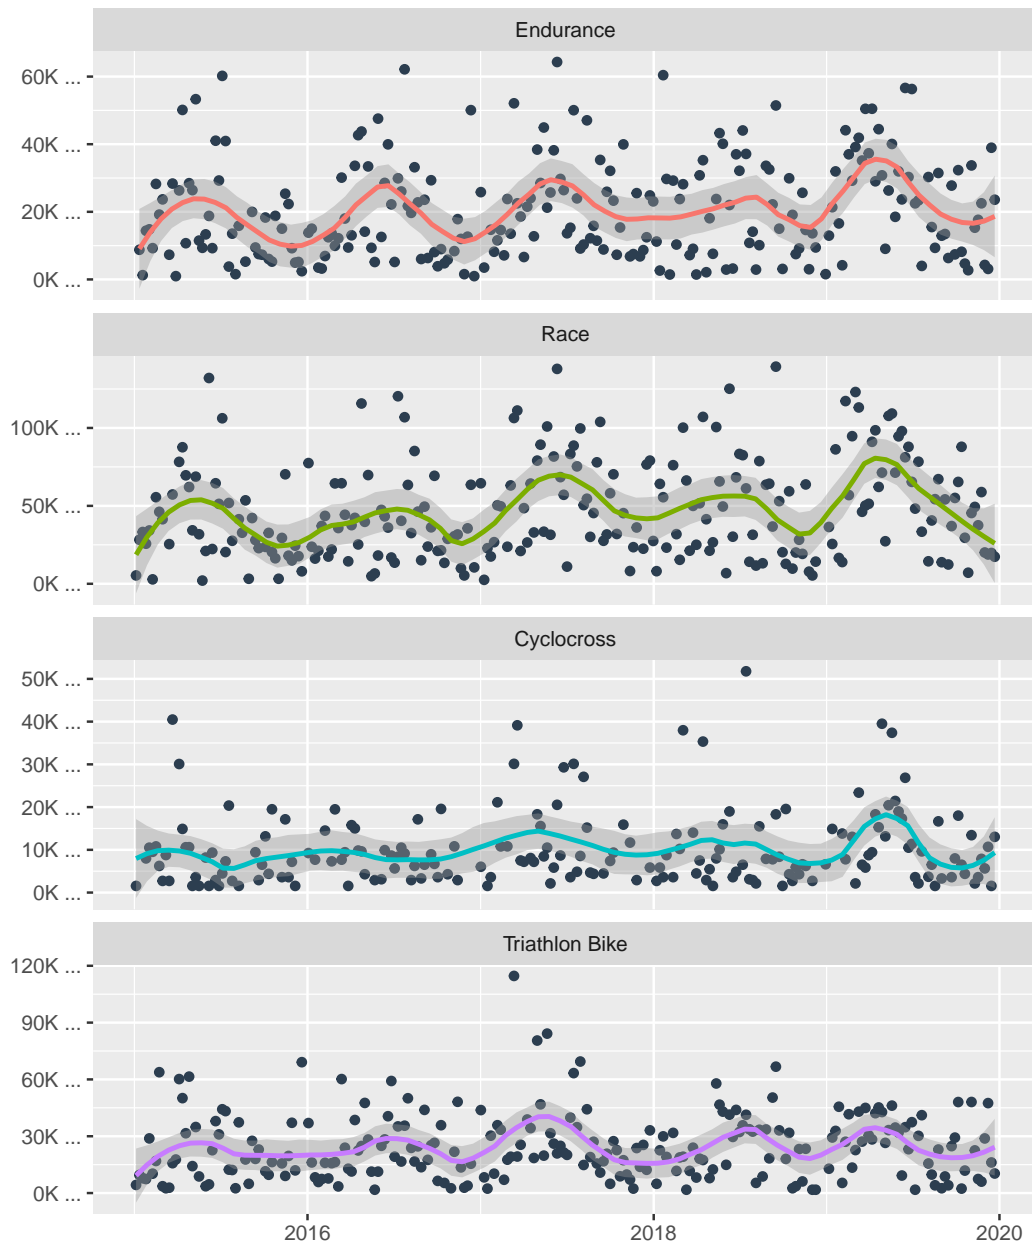 Endurance
60K ...
40K ...
20K ...
0K ...
Race
100K ...
50K ...
0K ...
Cyclocross
50K ...
40K ...
30K ...
20K ...
10K ...
0K ...
Triathlon Bike
120K ...
90K ...
60K ...
30K ...
0K ...
2016 2018 2020